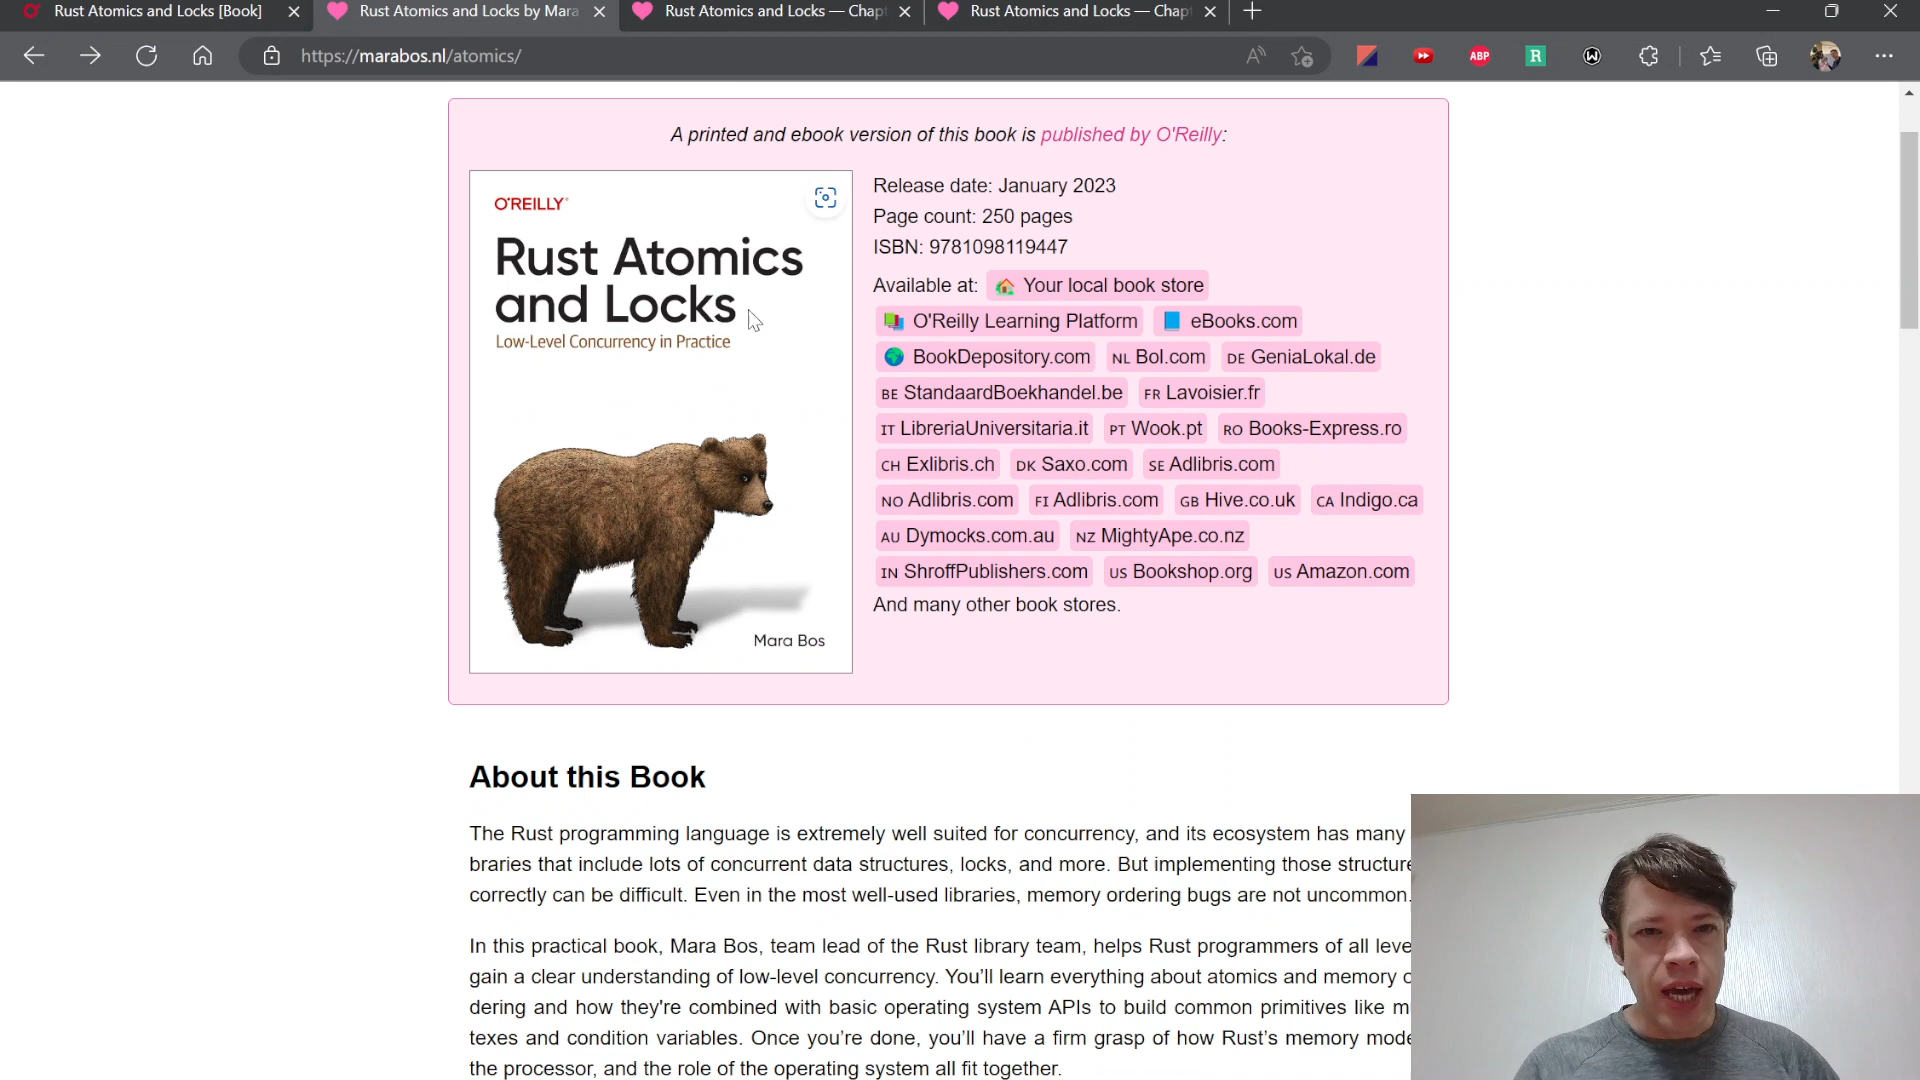 Rust Atomics and Locks [Book]
Rust Atomics and Locks by Mara
Rust Atomics and Locks — Chap
Rust Atomics and Locks — Chap
https://marabos.nl/atomics/
ABP
R
W
A printed and ebook version of this book is published by O'Reilly:
O'REILLY®
Rust Atomics
and Locks
Low-Level Concurrency in Practice
Mara Bos
Release date: January 2023
Page count: 250 pages
ISBN: 9781098119447
Available at: Your local book store
O'Reilly Learning Platform eBooks.com
BookDepository.com NL Bol.com DE GeniaLokal.de
BE StandaardBoekhandel.be FR Lavoisier.fr
IT LibreriaUniversitaria.it PT Wook.pt RO Books-Express.ro
CH Exlibris.ch DK Saxo.com SE Adlibris.com
NO Adlibris.com FI Adlibris.com GB Hive.co.uk CA Indigo.ca
AU Dymocks.com.au NZ MightyApe.co.nz
IN ShroffPublishers.com US Bookshop.org US Amazon.com
And many other book stores.
About this Book
The Rust programming language is extremely well suited for concurrency, and its ecosystem has many
braries that include lots of concurrent data structures, locks, and more. But implementing those structure
correctly can be difficult. Even in the most well-used libraries, memory ordering bugs are not uncommon.
In this practical book, Mara Bos, team lead of the Rust library team, helps Rust programmers of all leve
gain a clear understanding of low-level concurrency. You'll learn everything about atomics and memory o
dering and how they're combined with basic operating system APIs to build common primitives like m
texes and condition variables. Once you're done, you'll have a firm grasp of how Rust's memory mode
the processor, and the role of the operating system all fit together.